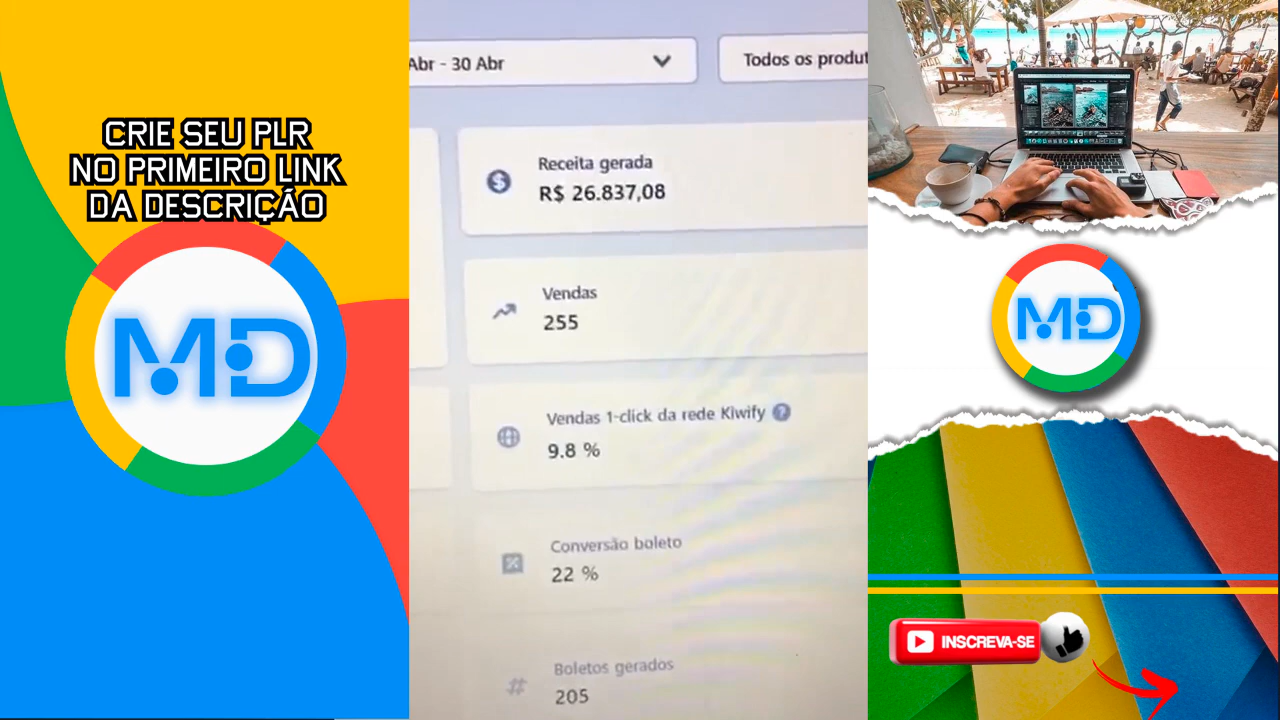 CRIE SEU PLR
NO PRIMEIRO LINK
DA DESCRIÇÃO
MD
Abr - 30 Abr
Todos os produt
Receita gerada
R$ 26.837,08
Vendas
255
Vendas 1-click da rede Kiwify
9.8 %
Conversão boleto
22 %
Boletos gerados
205
MD
INSCREVA-SE